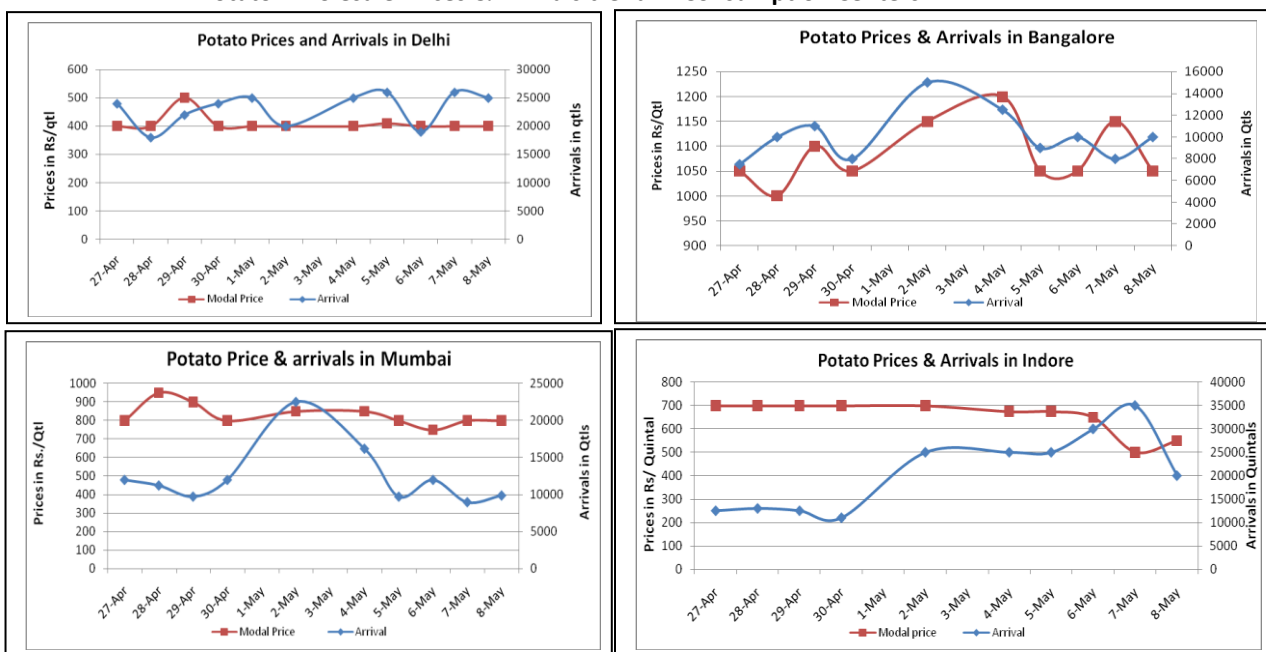 Potato Prices and Arrivals in Delhi
Prices in Rs/qtl
600
500
400
300
200
100
0
30000
25000
20000
15000
10000
5000
0
Arrivals in qtls
27-Apr
28-Apr
29-Apr
30-Apr
1-May
2-May
3-May
4-May
5-May
6-May
7-May
8-May
Modal Price Arrival
Potato Prices & Arrivals in Bangalore
Prices in Rs/Qtl
1250
1200
1150
1100
1050
1000
950
900
16000
14000
12000
10000
8000
6000
4000
2000
0
Arrivals in Qtls
27-Apr
28-Apr
29-Apr
30-Apr
1-May
2-May
3-May
4-May
5-May
6-May
7-May
8-May
Modal Price Arrival
Potato Price & arrivals in Mumbai
Prices in Rs./Qtl
1000
900
800
700
600
500
400
300
200
100
0
25000
20000
15000
10000
5000
0
Arrivals in Qtls
27-Apr
28-Apr
29-Apr
30-Apr
1-May
2-May
3-May
4-May
5-May
6-May
7-May
8-May
Modal Price Arrival
Potato Prices & Arrivals in Indore
Prices in Rs/ Quintal
800
700
600
500
400
300
200
100
0
40000
35000
30000
25000
20000
15000
10000
5000
0
Arrivals in Quintals
27-Apr
28-Apr
29-Apr
30-Apr
1-May
2-May
3-May
4-May
5-May
6-May
7-May
8-May
Modal price Arrival